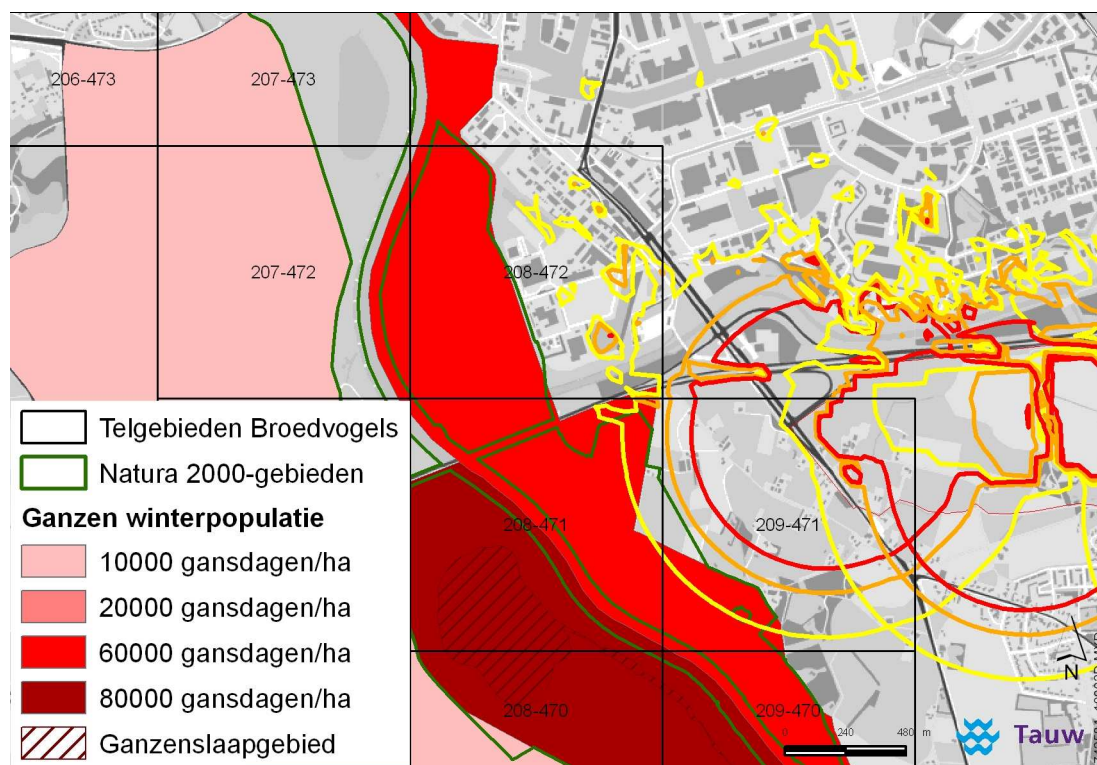 206-473
207-473
207-472
208-472
208-471
209-471
208-470
209-470
Telgebieden Broedvogels
Natura 2000-gebieden
Ganzen winterpopulatie
10000 gansdagen/ha
20000 gansdagen/ha
60000 gansdagen/ha
80000 gansdagen/ha
Ganzenslaapgebied
N
0 240 480 m
Tauw